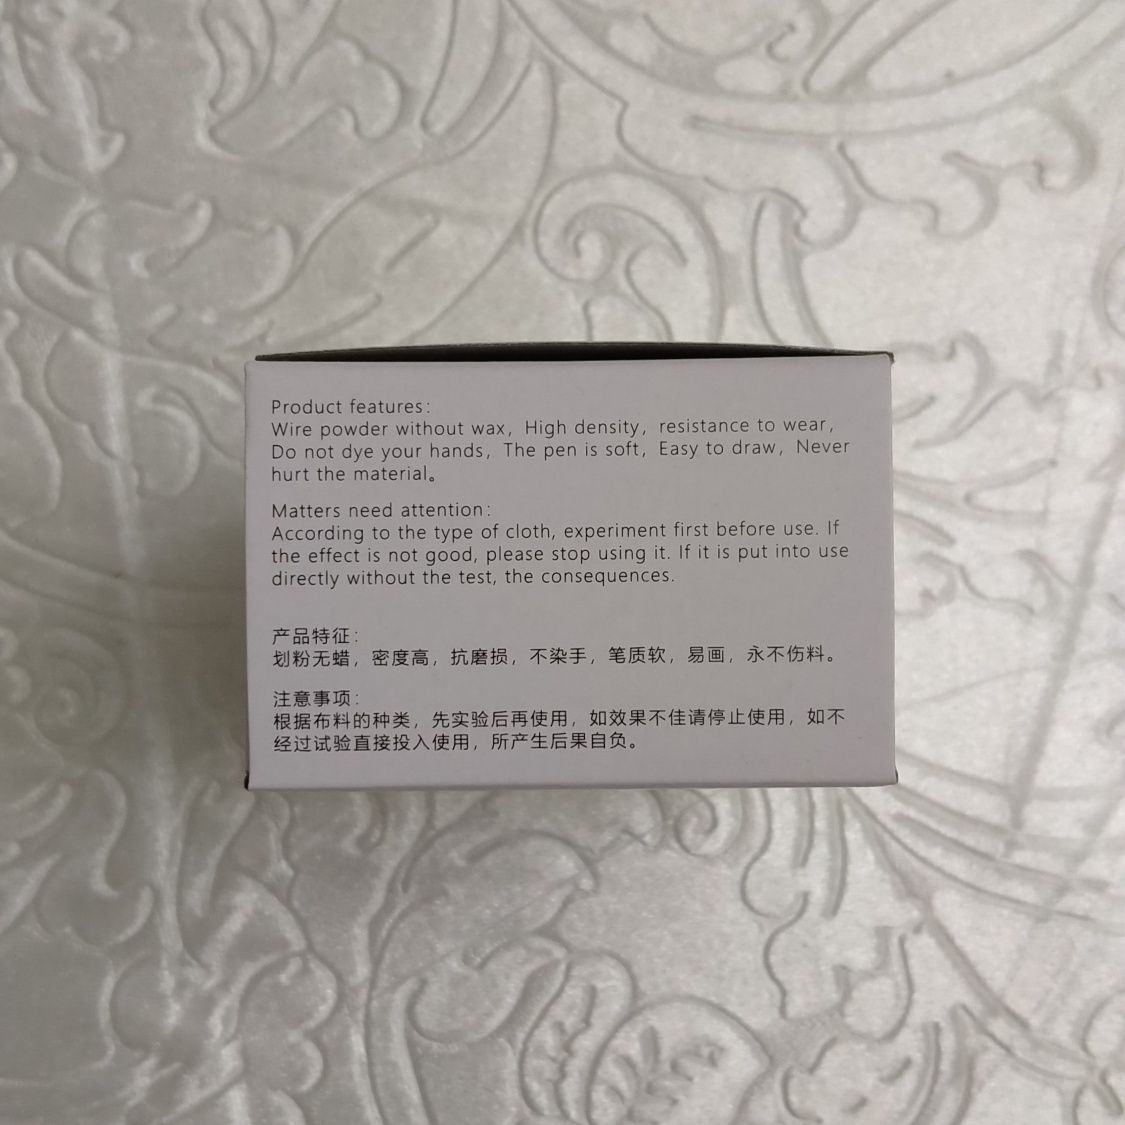 Product features:
Wire powder without wax, High density, resistance to wear,
Do not dye your hands, The pen is soft, Easy to draw, Never
hurt the material。
Matters need attention:
According to the type of cloth, experiment first before use. If
the effect is not good, please stop using it. If it is put into use
directly without the test, the consequences.
产品特征:
划粉无蜡，密度高，抗磨损，不染手，笔质软，易画，永不伤料。
注意事项:
根据布料的种类，先实验后再使用，如效果不佳请停止使用，如不
经过试验直接投入使用，所产生后果自负。